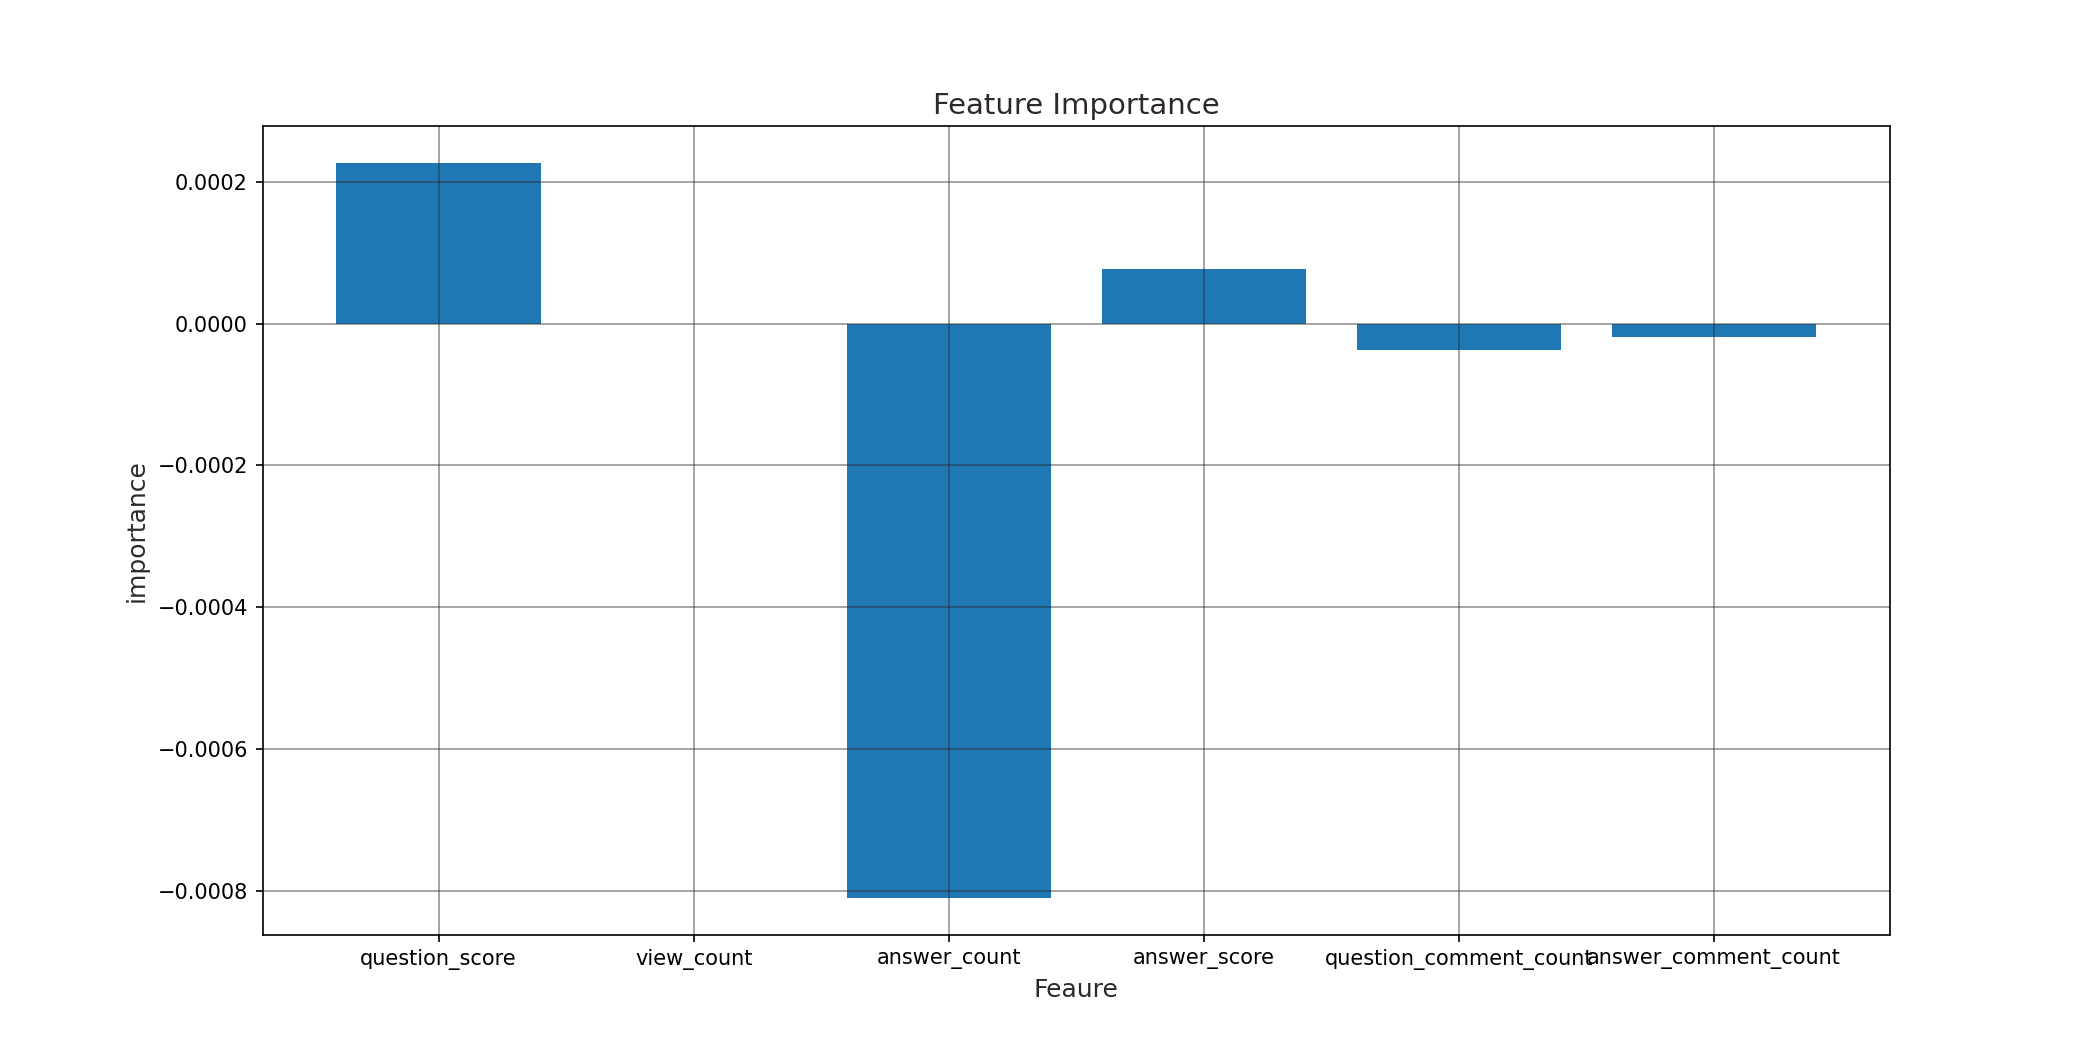 Feature Importance
0.0002
0.0000
−0.0002
−0.0004
−0.0006
−0.0008
importance
question_score view_count answer_count answer_score question_comment_count answer_comment_count
Feaure